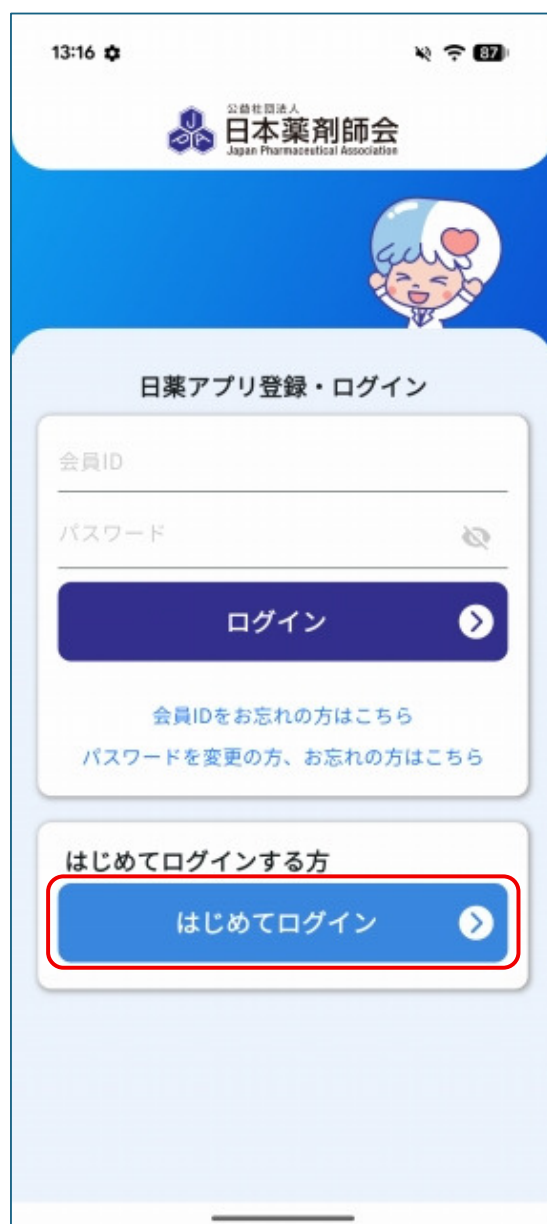 13:16
87
公益社団法人
日本薬剤師会
Japan Pharmaceutical Association
日薬アプリ登録・ログイン
会員ID
パスワード
ログイン
会員IDをお忘れの方はこちら
パスワードを変更の方、お忘れの方はこちら
はじめてログインする方
はじめてログイン